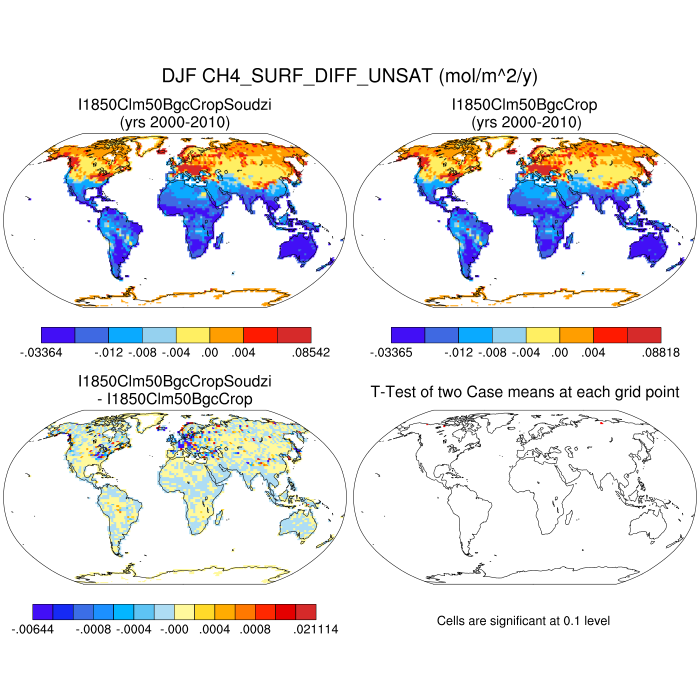 DJF CH4_SURF_DIFF_UNSAT (mol/m^2/y)
I1850Clm50BgcCropSoudzi
(yrs 2000-2010)
I1850Clm50BgcCrop
(yrs 2000-2010)
-.03364 -.012 -.008 -.004 .00 .004 .08542
-.03365 -.012 -.008 -.004 .00 .004 .08818
I1850Clm50BgcCropSoudzi
- I1850Clm50BgcCrop
T-Test of two Case means at each grid point
-.00644 -.0008 -.0004 -.000 .0004 .0008 .021114
Cells are significant at 0.1 level